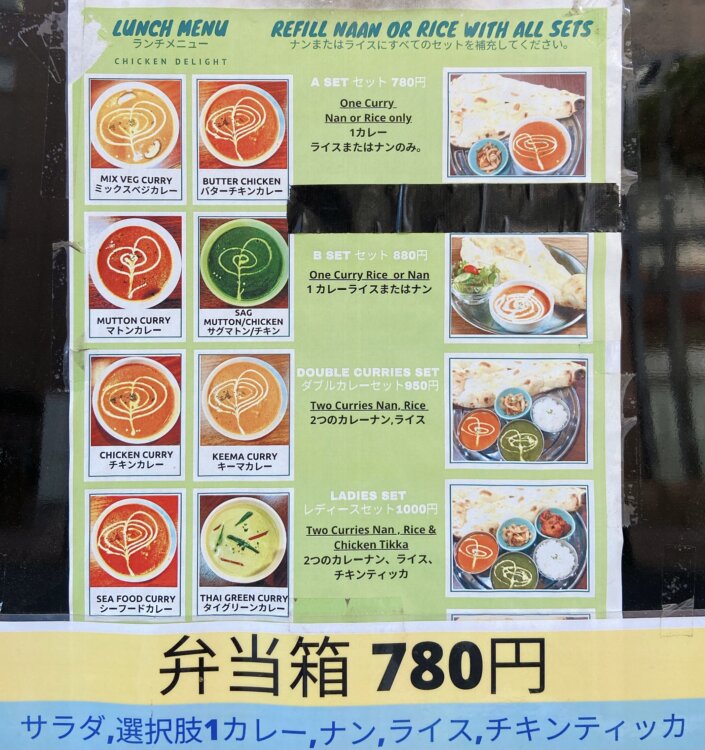 LUNCH MENU
ランチメニュー
CHICKEN DELIGHT
REFILL NAAN OR RICE WITH ALL SETS
ナンまたはライスにすべてのセットを補充してください。
MIX VEG CURRY
ミックスベジカレー
BUTTER CHICKEN
バターチキンカレー
MUTTON CURRY
マトンカレー
SAG
MUTTON/CHICKEN
サグマトン/チキン
CHICKEN CURRY
チキンカレー
KEEMA CURRY
キーマカレー
SEA FOOD CURRY
シーフードカレー
THAI GREEN CURRY
タイグリーンカレー
A SET セット 780円
One Curry
Nan or Rice only
1カレー
ライスまたはナンのみ。
B SET セット 880円
One Curry Rice or Nan
1 カレーライスまたはナン
DOUBLE CURRIES SET
ダブルカレーセット950円
Two Curries Nan, Rice
2つのカレーナン,ライス
LADIES SET
レディースセット1000円
Two Curries Nan , Rice &
Chicken Tikka
2つのカレーナン、ライス、
チキンティッカ
弁当箱 780円
サラダ,選択肢1カレー,ナン,ライス,チキンティッカ